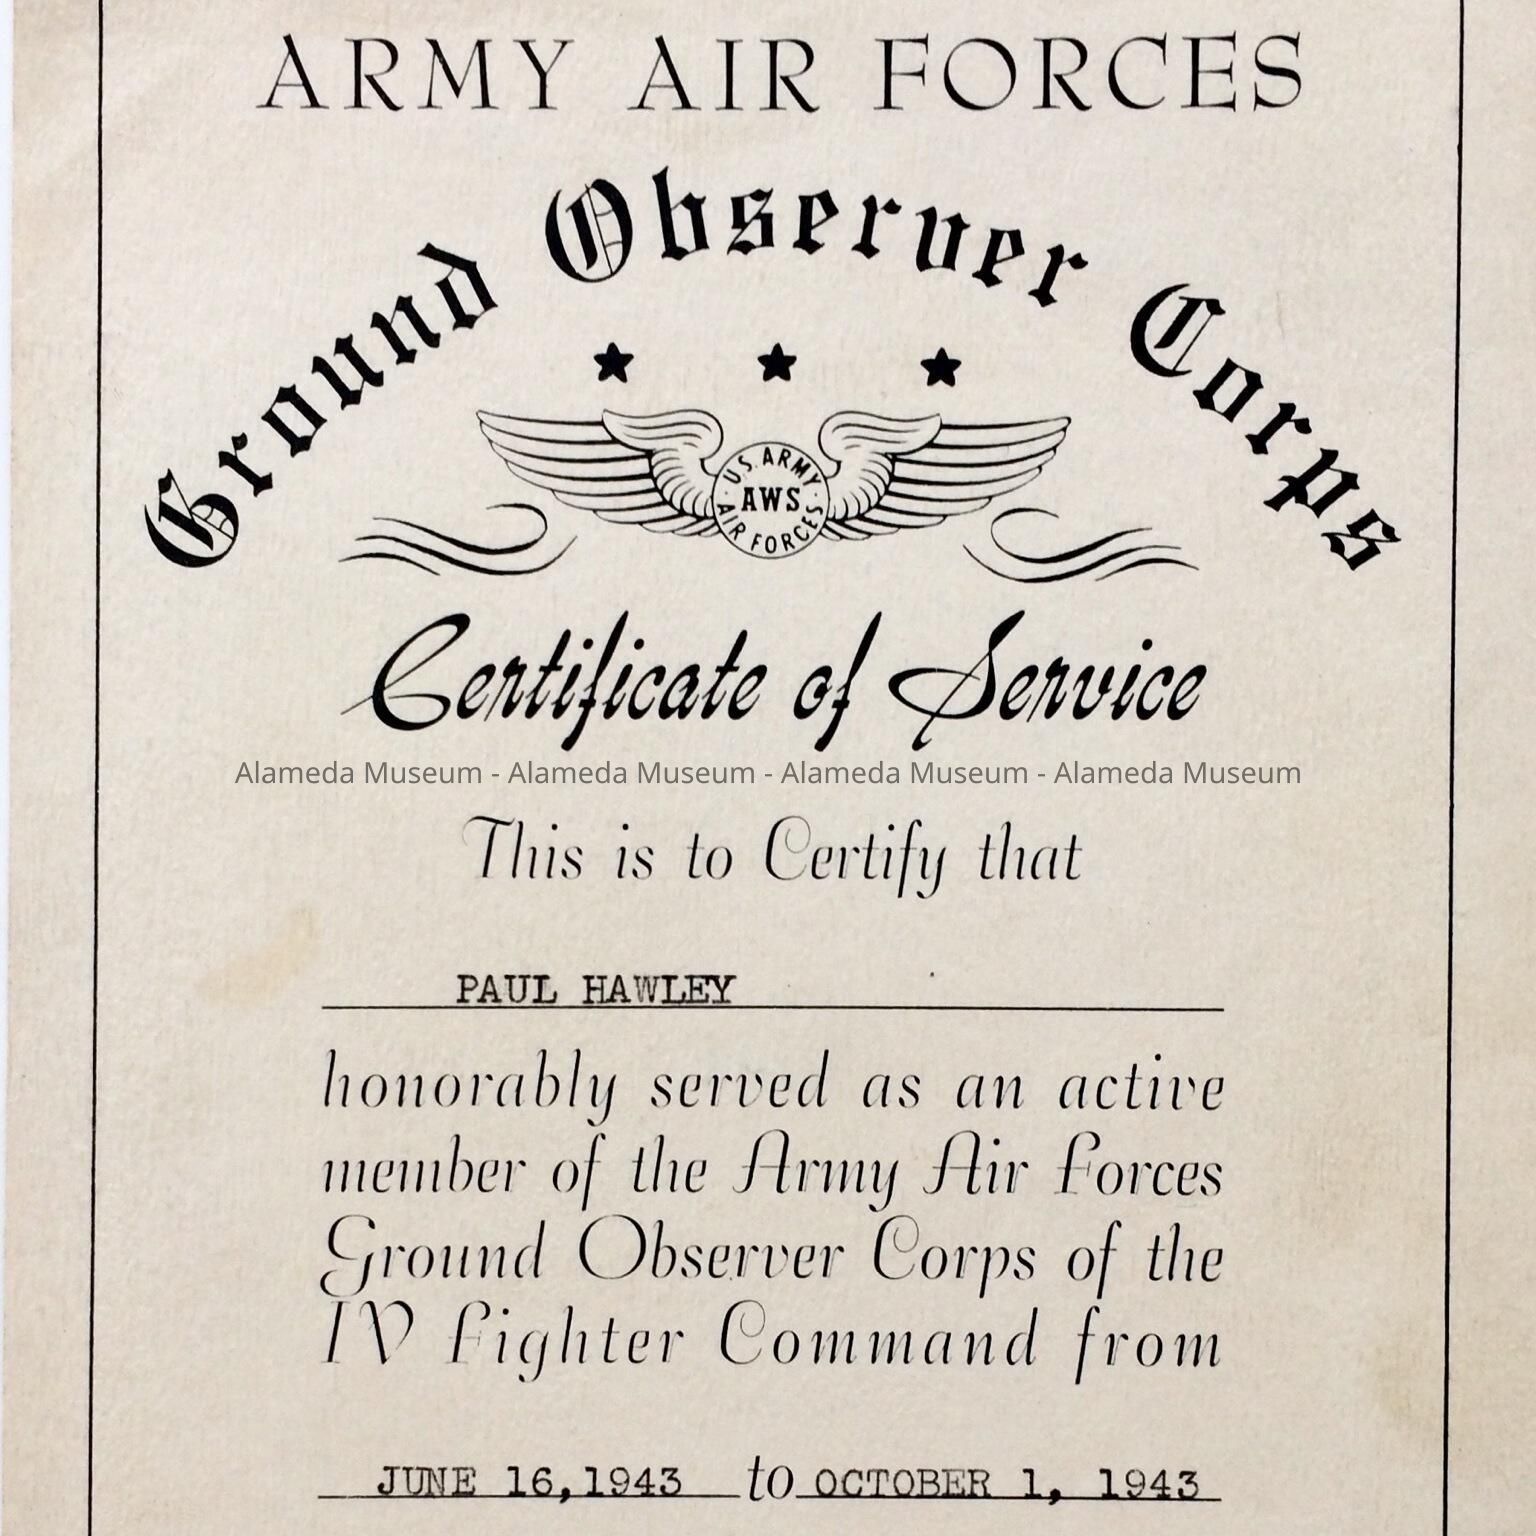 ARMY AIR FORCES
Ground Observer Corps
U.S. ARMY
AWS
AIR FORCES
Certificate of Service
Alameda Museum - Alameda Museum - Alameda Museum - Alameda Museum
This is to Certify that
PAUL HAWLEY
honorably served as an active
member of the Army Air Forces
Ground Observer Corps of the
IV Fighter Command from
JUNE 16,1943 to OCTOBER 1, 1943